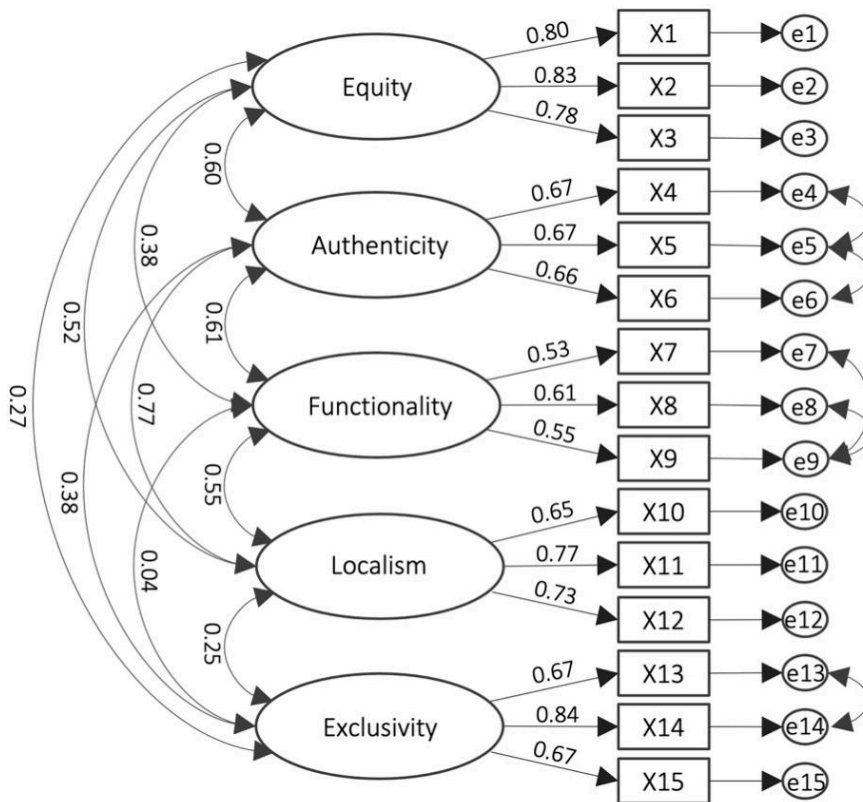 0.80 X1 e1
Equity 0.83 X2 e2
0.78 X3 e3
0.60
0.67 X4 e4
Authenticity 0.67 X5 e5
0.66 X6 e6
0.38
0.52
0.61
0.27
0.77
0.53 X7 e7
Functionality 0.61 X8 e8
0.55 X9 e9
0.38
0.55
0.04
0.65 X10 e10
Localism 0.77 X11 e11
0.73 X12 e12
0.25
0.67 X13 e13
Exclusivity 0.84 X14 e14
0.67 X15 e15